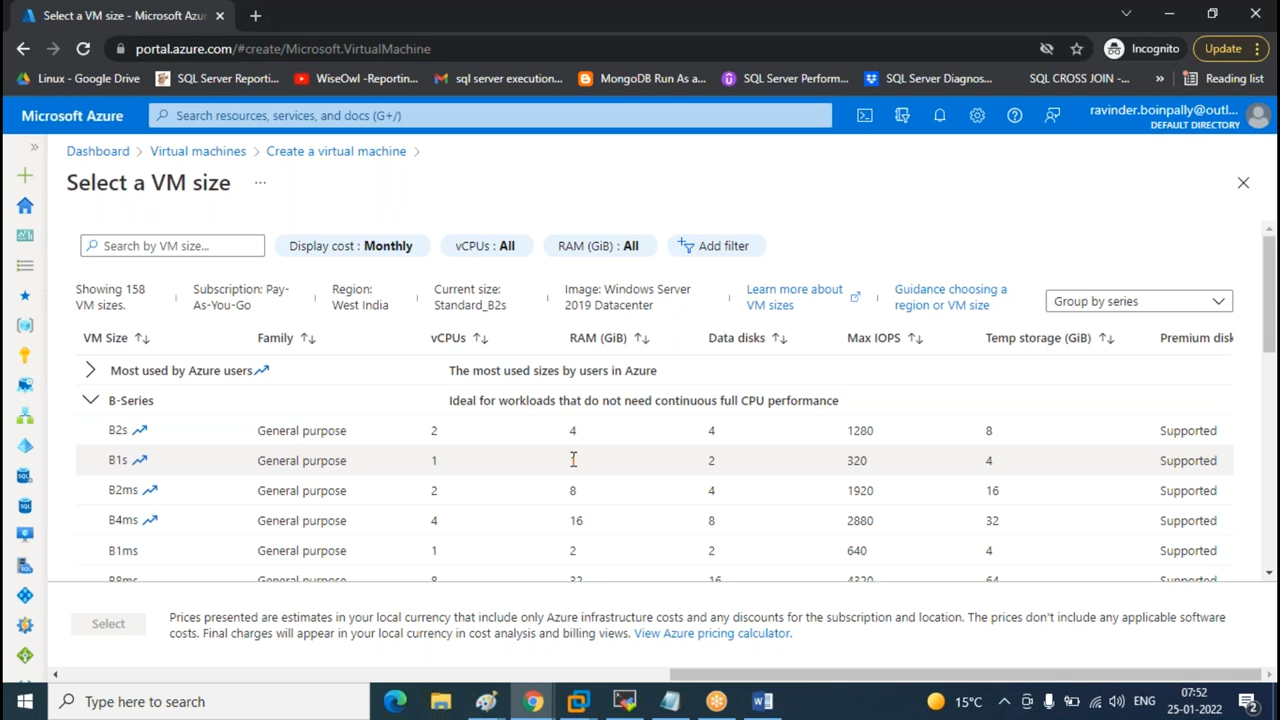 Select a VM size - Microsoft Azu
portal.azure.com/#create/Microsoft.VirtualMachine
Incognito
Update
Linux - Google Drive
SQL Server Reporti...
WiseOwl -Reportin...
sql server execution...
MongoDB Run As a...
SQL Server Perform...
SQL Server Diagnos...
SQL CROSS JOIN -...
»
Reading list
Microsoft Azure
Search resources, services, and docs (G+/)
ravinder.boinpally@outl...
DEFAULT DIRECTORY
Dashboard > Virtual machines > Create a virtual machine >
Select a VM size ...
Search by VM size...
Display cost : Monthly
vCPUs : All
RAM (GiB) : All
Add filter
Showing 158
VM sizes.
Subscription: Pay-
As-You-Go
Region:
West India
Current size:
Standard_B2s
Image: Windows Server
2019 Datacenter
Learn more about
VM sizes
Guidance choosing a
region or VM size
Group by series
VM Size ↑↓ Family ↑↓ vCPUs ↑↓ RAM (GiB) ↑↓ Data disks ↑↓ Max IOPS ↑↓ Temp storage (GiB) ↑↓ Premium disk
Most used by Azure users The most used sizes by users in Azure
B-Series Ideal for workloads that do not need continuous full CPU performance
B2s General purpose 2 4 4 1280 8 Supported
B1s General purpose 1 1 2 320 4 Supported
B2ms General purpose 2 8 4 1920 16 Supported
B4ms General purpose 4 16 8 2880 32 Supported
B1ms General purpose 1 2 2 640 4 Supported
B8ms General purpose 8 32 16 4320 64 Supported
Select
Prices presented are estimates in your local currency that include only Azure infrastructure costs and any discounts for the subscription and location. The prices don't include any applicable software
costs. Final charges will appear in your local currency in cost analysis and billing views. View Azure pricing calculator.
Type here to search
15°C
ENG
07:52
25-01-2022
2